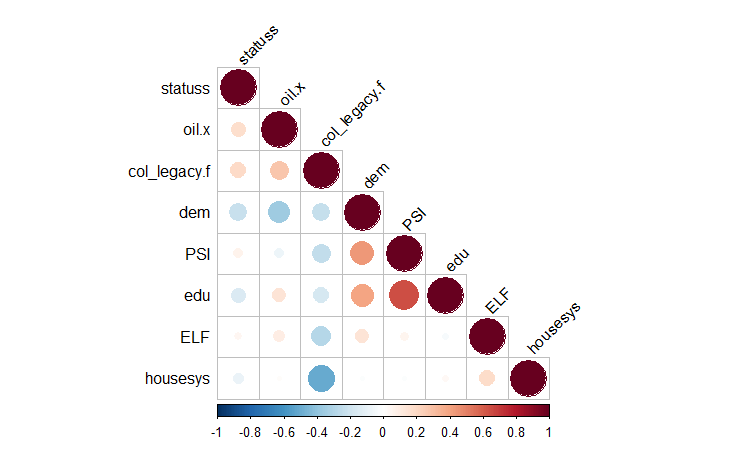 statuss
oil.x
col_legacy.f
dem
PSI
edu
ELF
housesys
statuss
oil.x
col_legacy.f
dem
PSI
edu
ELF
housesys
-1 -0.8 -0.6 -0.4 -0.2 0 0.2 0.4 0.6 0.8 1